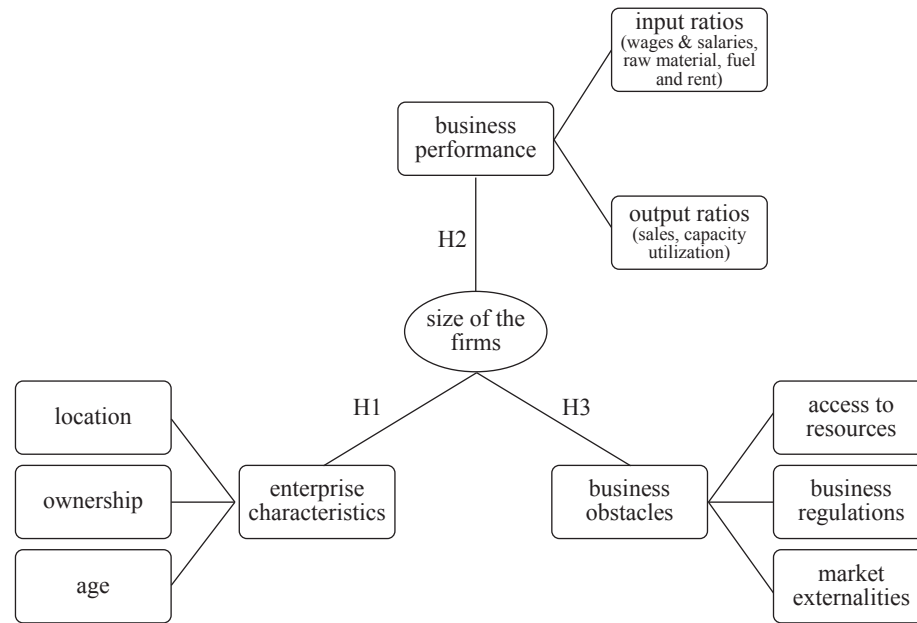 input ratios
(wages & salaries,
raw material, fuel
and rent)
business
performance
output ratios
(sales, capacity
utilization)
H2
size of the
firms
H1
H3
location
ownership
age
enterprise
characteristics
business
obstacles
access to
resources
business
regulations
market
externalities